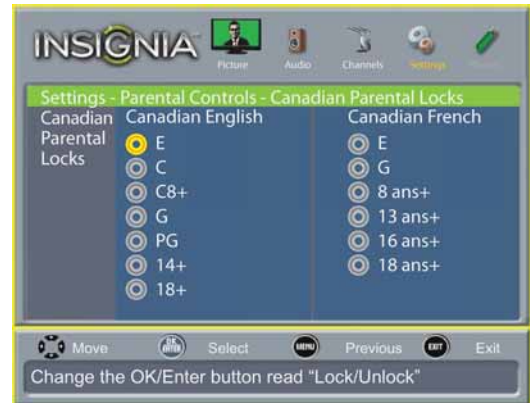 INSIGNIA
Picture Audio Channels Settings
Settings - Parental Controls - Canadian Parental Locks
Canadian Parental Locks
Canadian English
E
C
C8+
G
PG
14+
18+
Canadian French
E
G
8 ans+
13 ans+
16 ans+
18 ans+
Move OK ENTER Select MENU Previous EXIT Exit
Change the OK/Enter button read “Lock/Unlock”